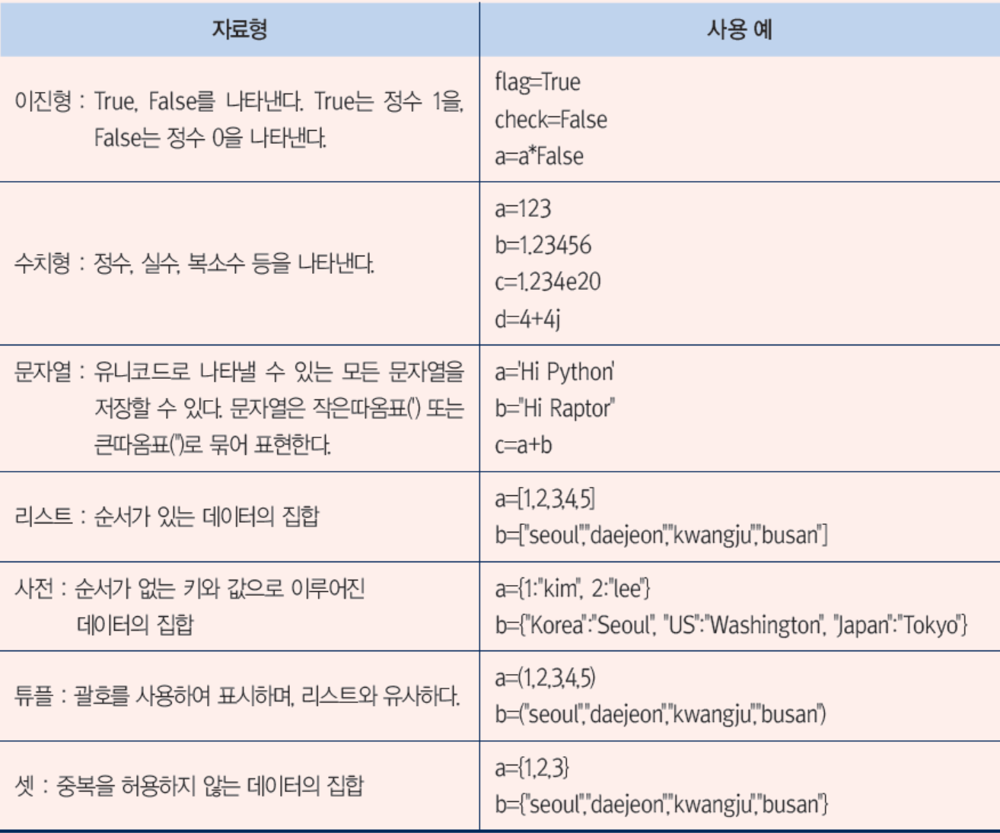 자료형
사용 예
이진형 : True, False를 나타낸다. True는 정수 1을,
False는 정수 0을 나타낸다.
flag=True
check=False
a=a*False
수치형 : 정수, 실수, 복소수 등을 나타낸다.
a=123
b=1.23456
c=1.234e20
d=4+4j
문자열 : 유니코드로 나타낼 수 있는 모든 문자열을
저장할 수 있다. 문자열은 작은따옴표(') 또는
큰따옴표(")로 묶어 표현한다.
a='Hi Python'
b="Hi Raptor"
c=a+b
리스트 : 순서가 있는 데이터의 집합
a=[1,2,3,4,5]
b=["seoul","daejeon","kwangju","busan"]
사전 : 순서가 없는 키와 값으로 이루어진
데이터의 집합
a={1:"kim", 2:"lee"}
b={"Korea":"Seoul", "US":"Washington", "Japan":"Tokyo"}
튜플 : 괄호를 사용하여 표시하며, 리스트와 유사하다.
a=(1,2,3,4,5)
b=("seoul","daejeon","kwangju","busan")
셋 : 중복을 허용하지 않는 데이터의 집합
a={1,2,3}
b={"seoul","daejeon","kwangju","busan"}